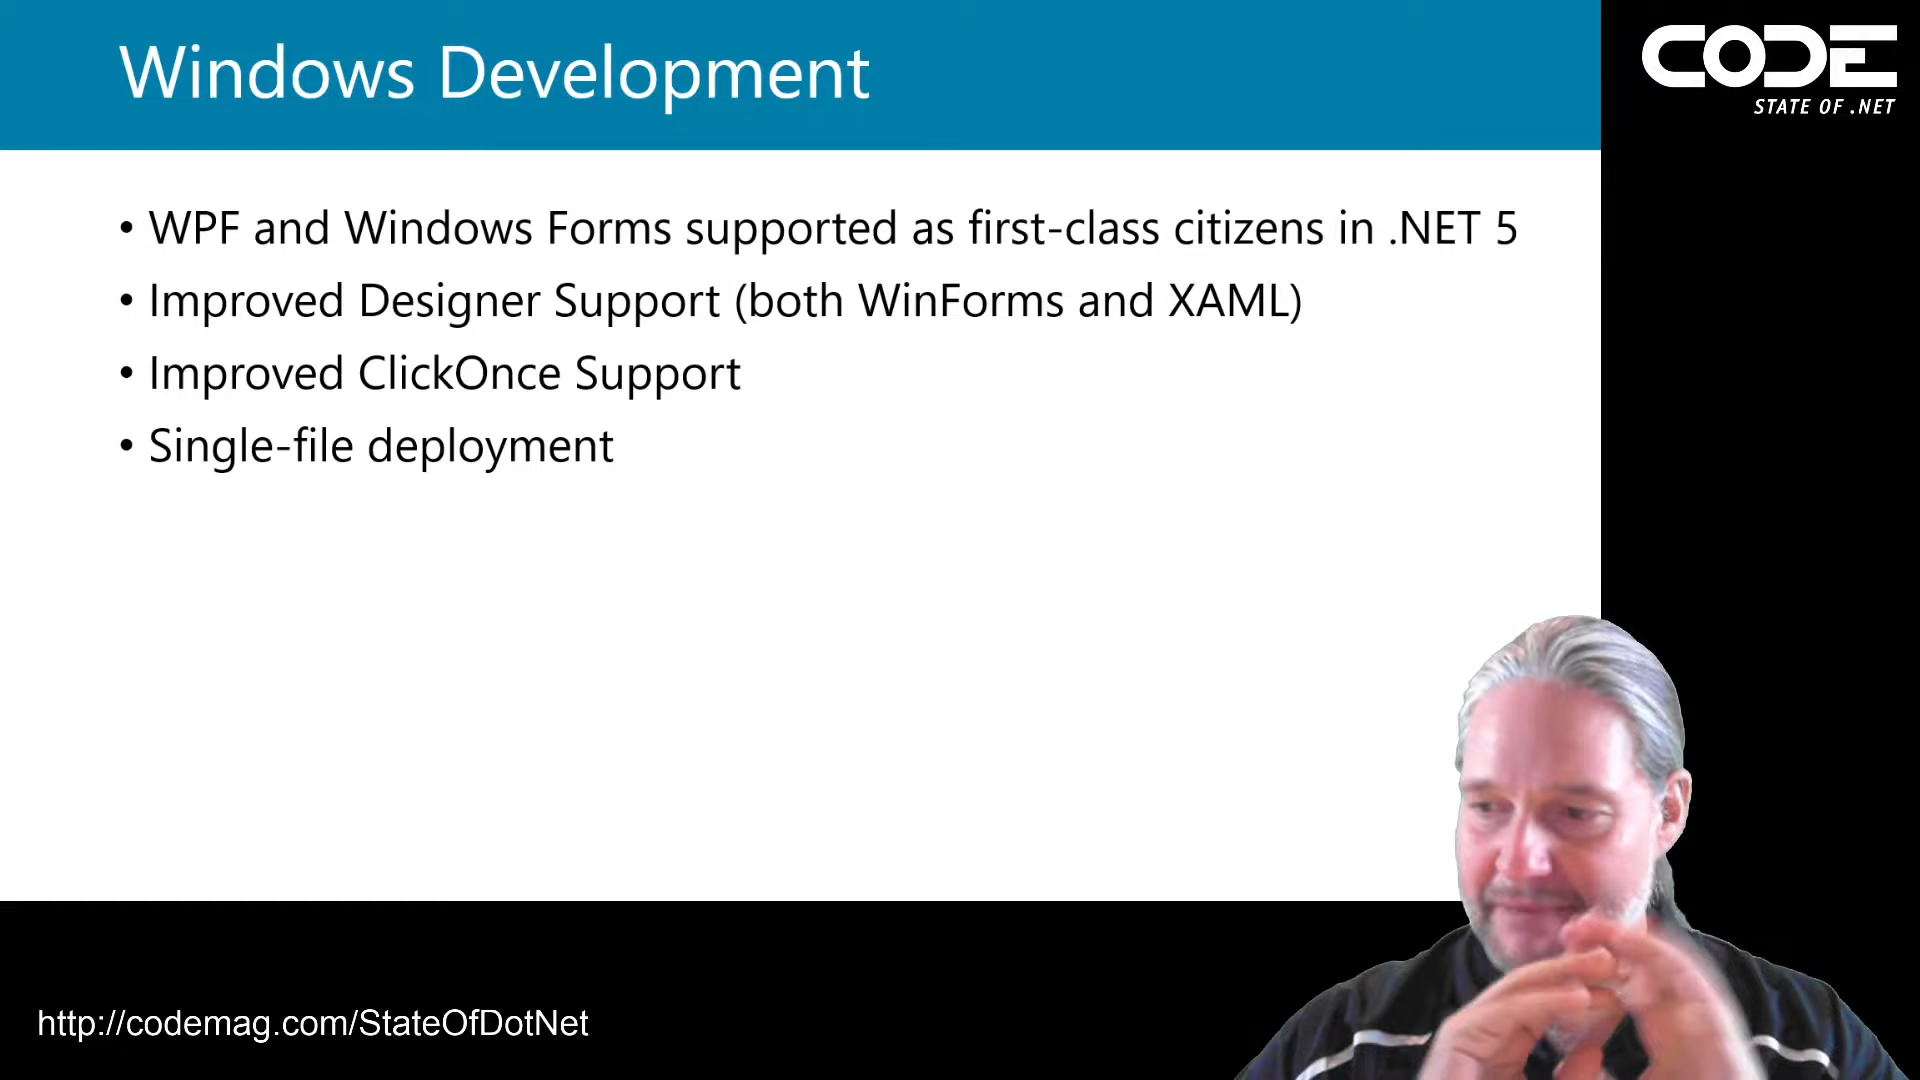 Windows Development
CODE
STATE OF .NET
• WPF and Windows Forms supported as first-class citizens in .NET 5
• Improved Designer Support (both WinForms and XAML)
• Improved ClickOnce Support
• Single-file deployment
http://codemag.com/StateOfDotNet